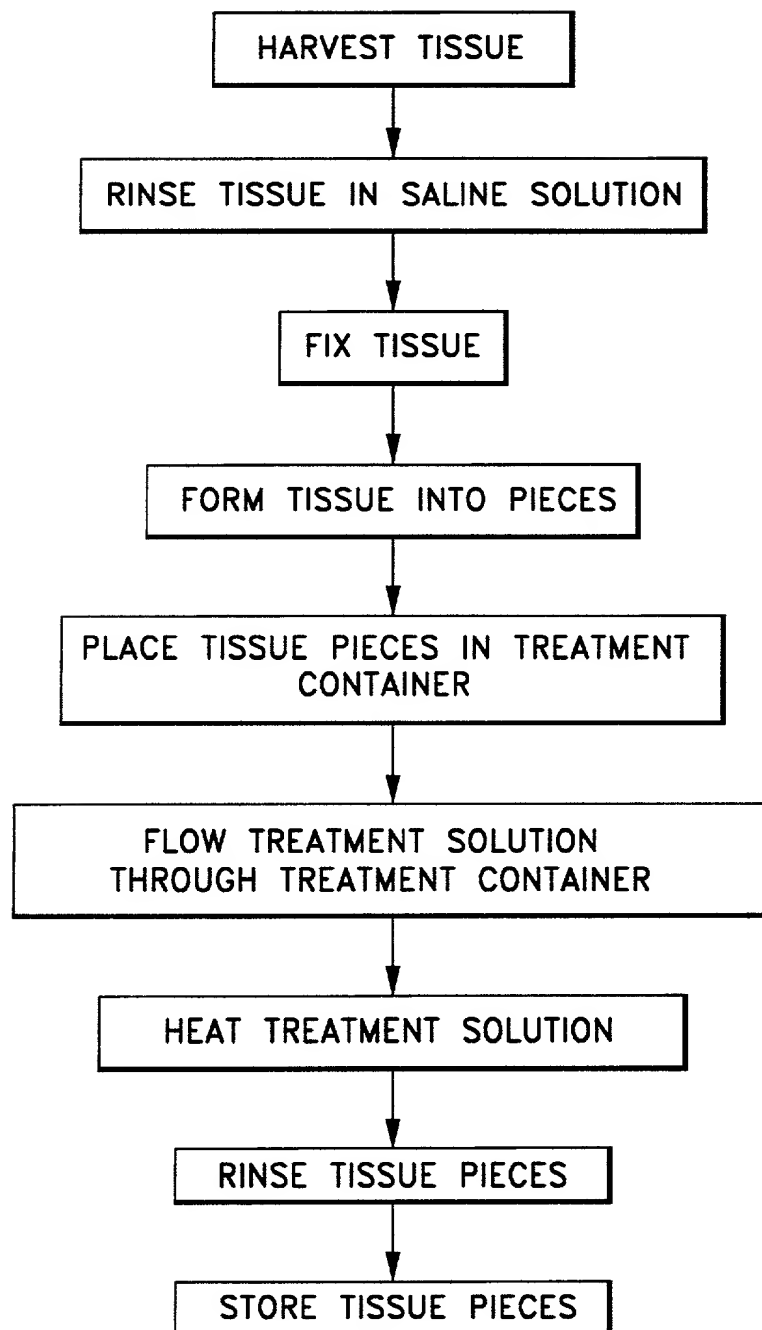 HARVEST TISSUE
RINSE TISSUE IN SALINE SOLUTION
FIX TISSUE
FORM TISSUE INTO PIECES
PLACE TISSUE PIECES IN TREATMENT
CONTAINER
FLOW TREATMENT SOLUTION
THROUGH TREATMENT CONTAINER
HEAT TREATMENT SOLUTION
RINSE TISSUE PIECES
STORE TISSUE PIECES